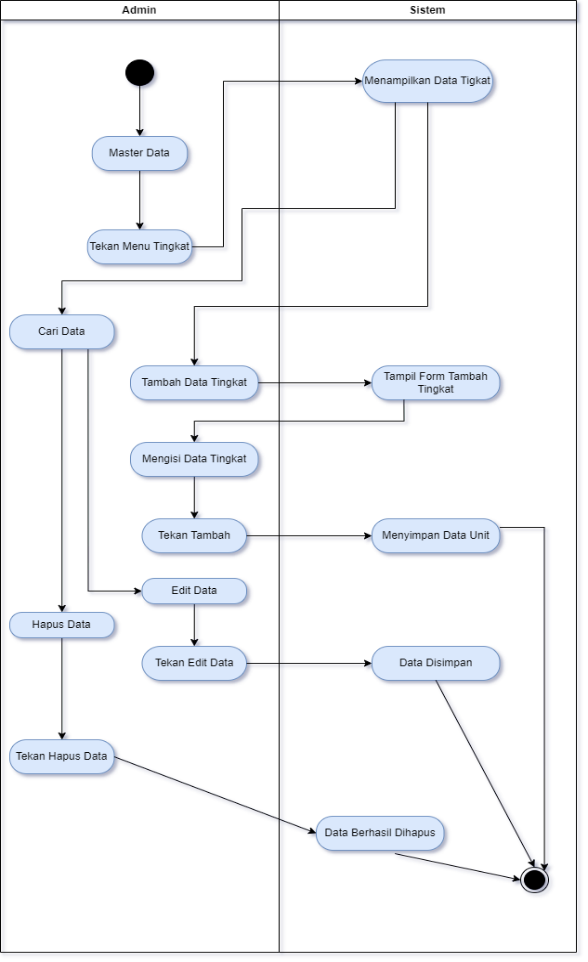 Admin
Sistem
Menampilkan Data Tigkat
Master Data
Tekan Menu Tingkat
Cari Data
Tambah Data Tingkat
Tampil Form Tambah
Tingkat
Mengisi Data Tingkat
Tekan Tambah
Menyimpan Data Unit
Edit Data
Hapus Data
Tekan Edit Data
Data Disimpan
Tekan Hapus Data
Data Berhasil Dihapus